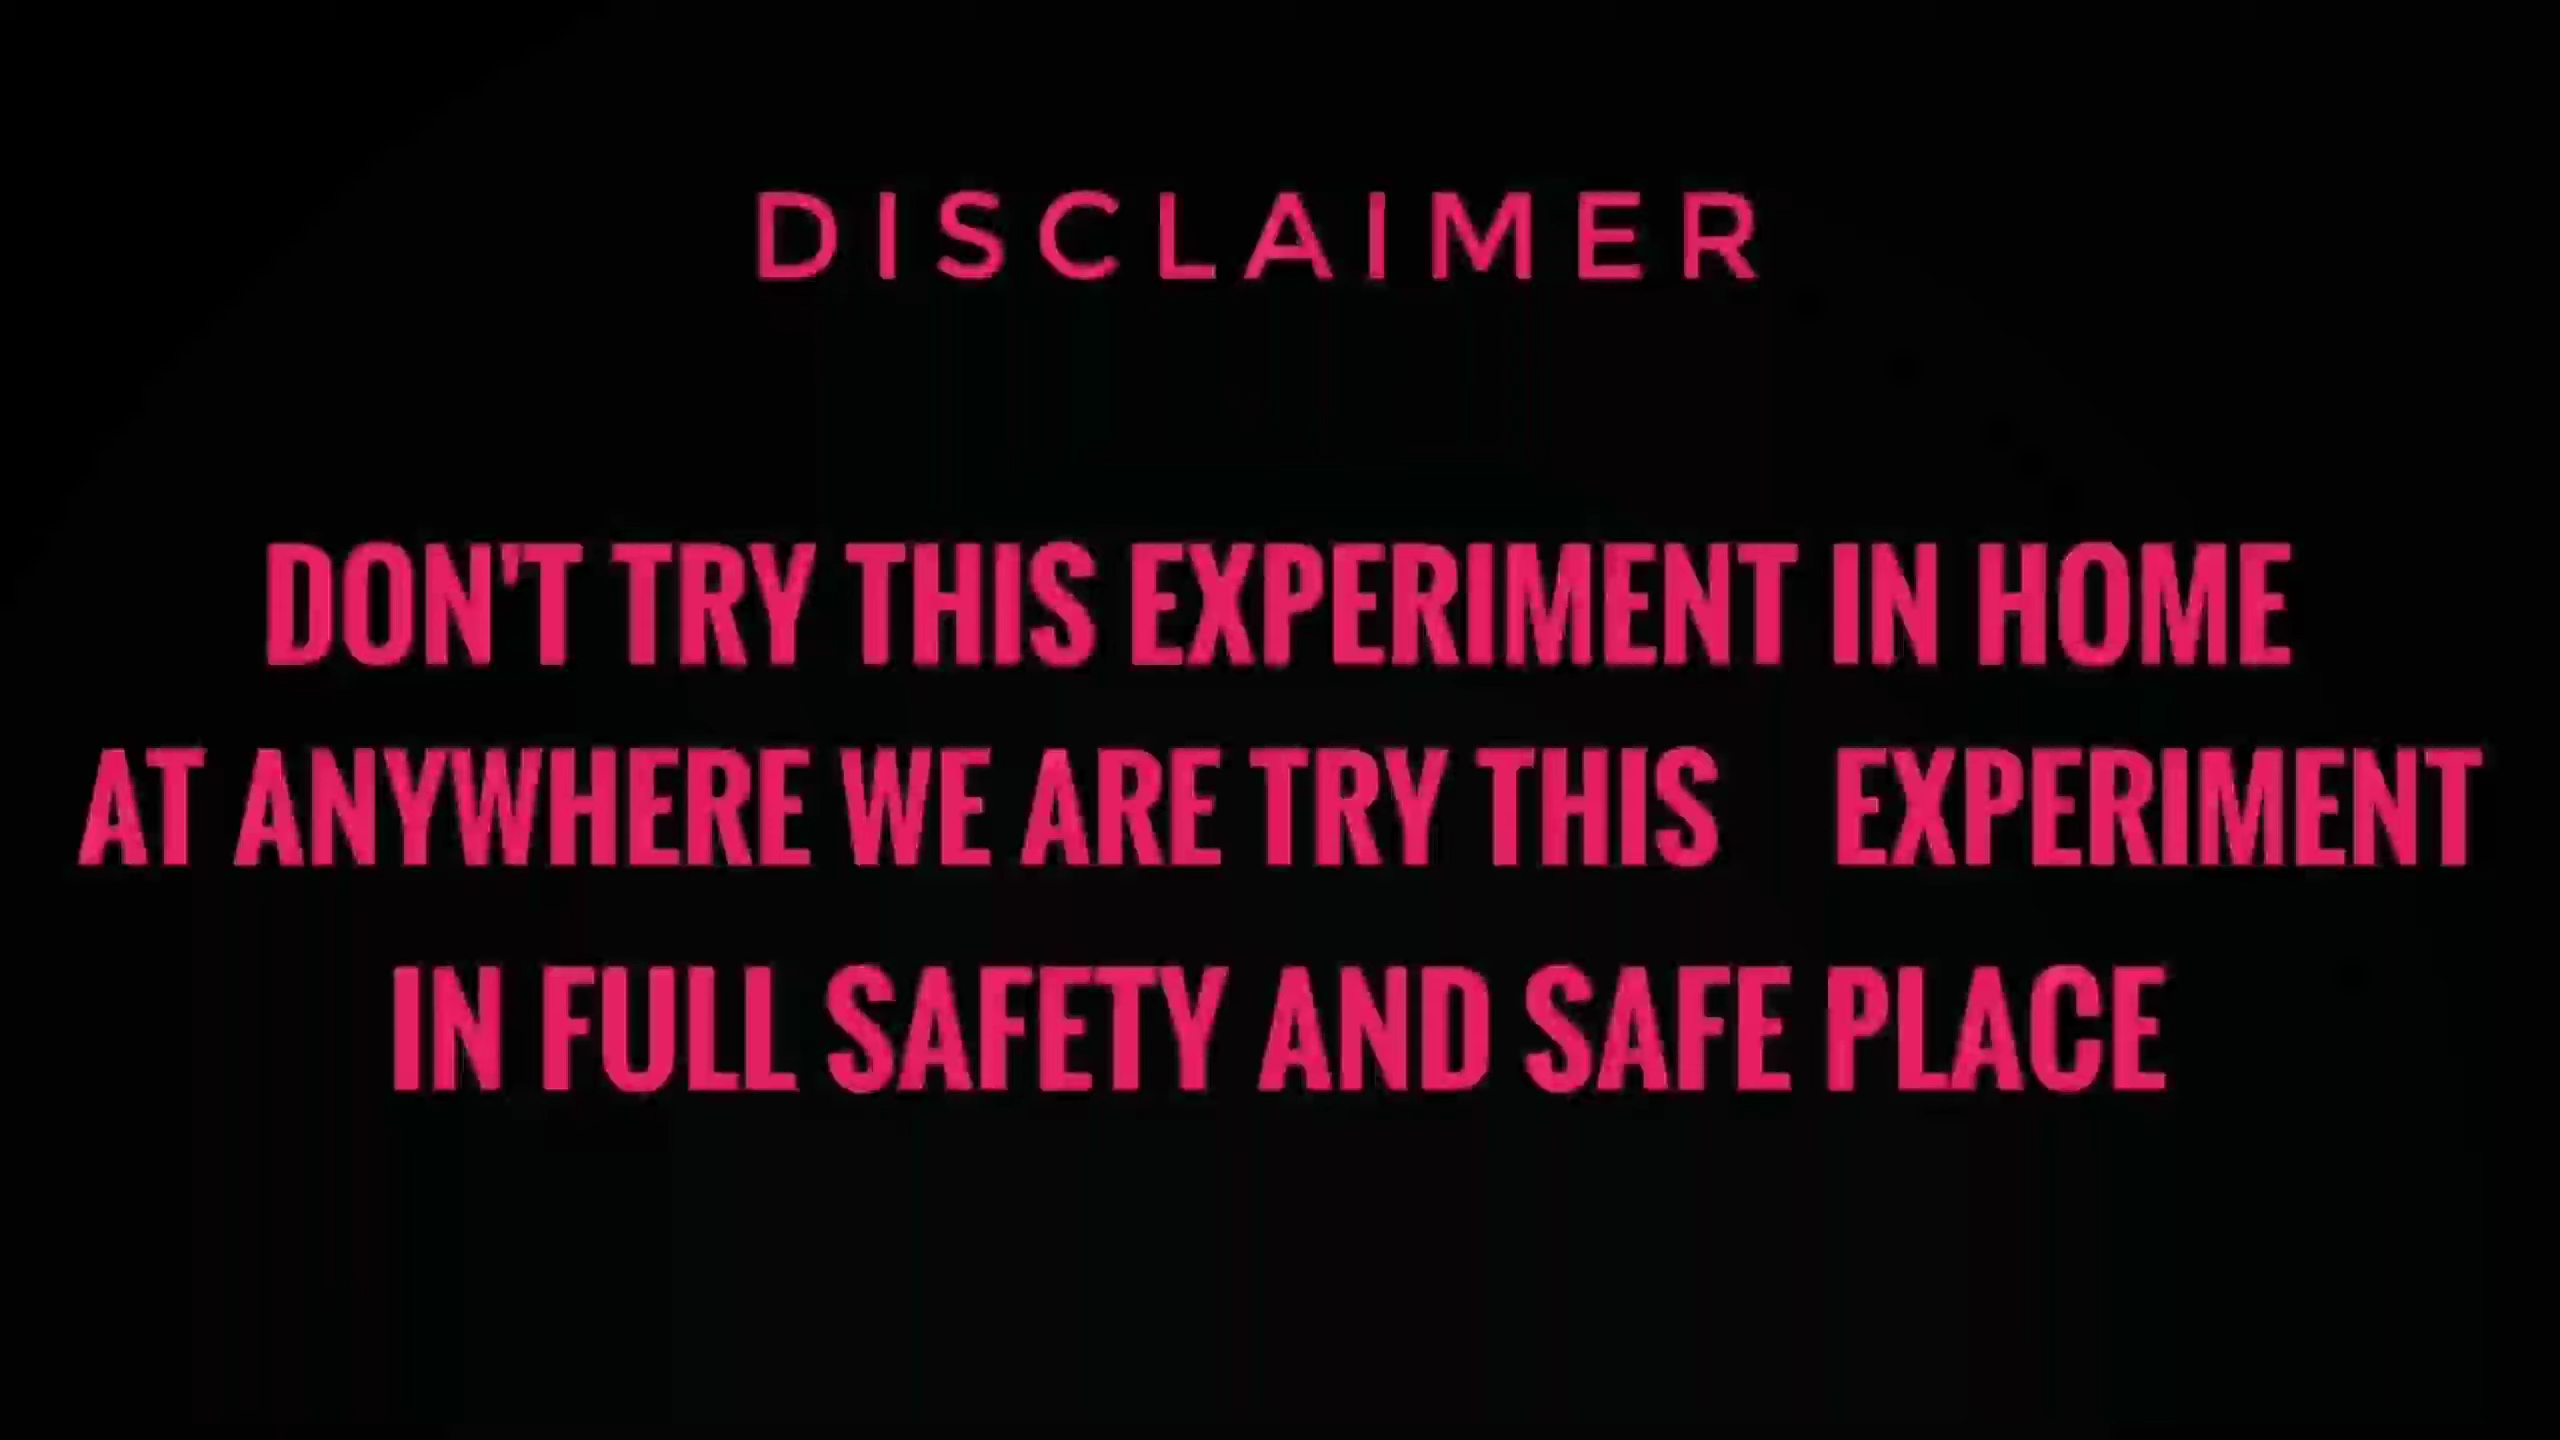 DISCLAIMER
DON'T TRY THIS EXPERIMENT IN HOME
AT ANYWHERE WE ARE TRY THIS EXPERIMENT
IN FULL SAFETY AND SAFE PLACE